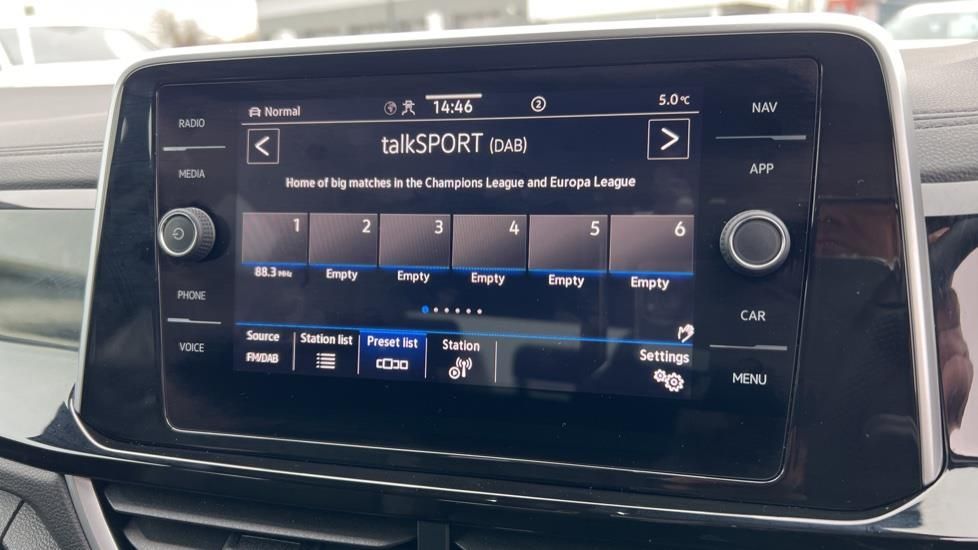 RADIO
MEDIA
PHONE
VOICE
Normal 14:46 2 5.0°C
< talkSPORT (DAB) >
Home of big matches in the Champions League and Europa League
1 2 3 4 5 6
88.3 MHz Empty Empty Empty Empty Empty
Source Station list Preset list Station Settings
FM/DAB
NAV
APP
CAR
MENU